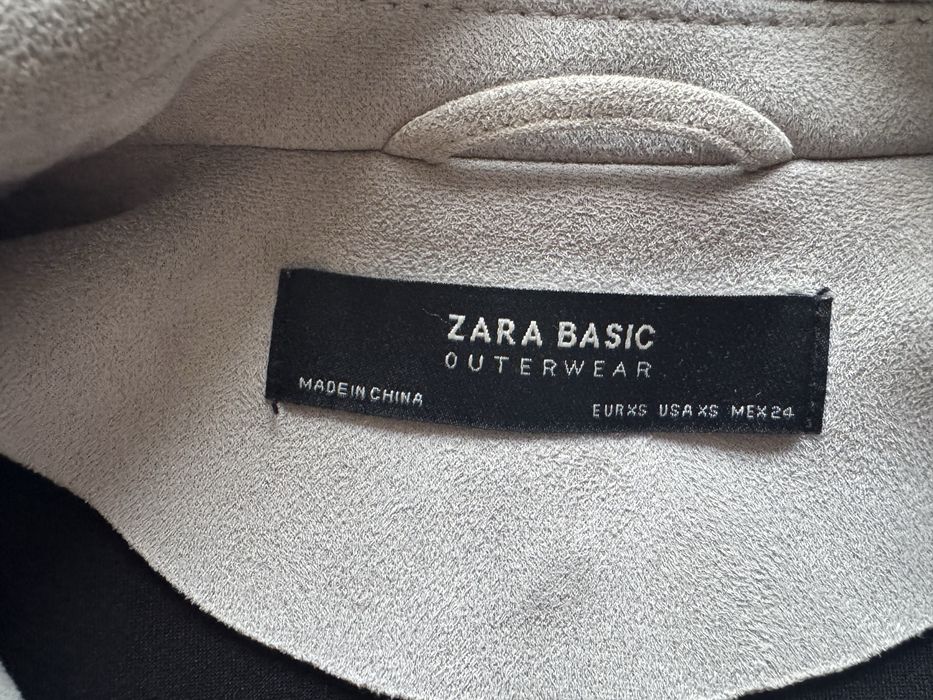 ZARA BASIC
OUTERWEAR
MADE IN CHINA
EUR XS USA XS MEX 24